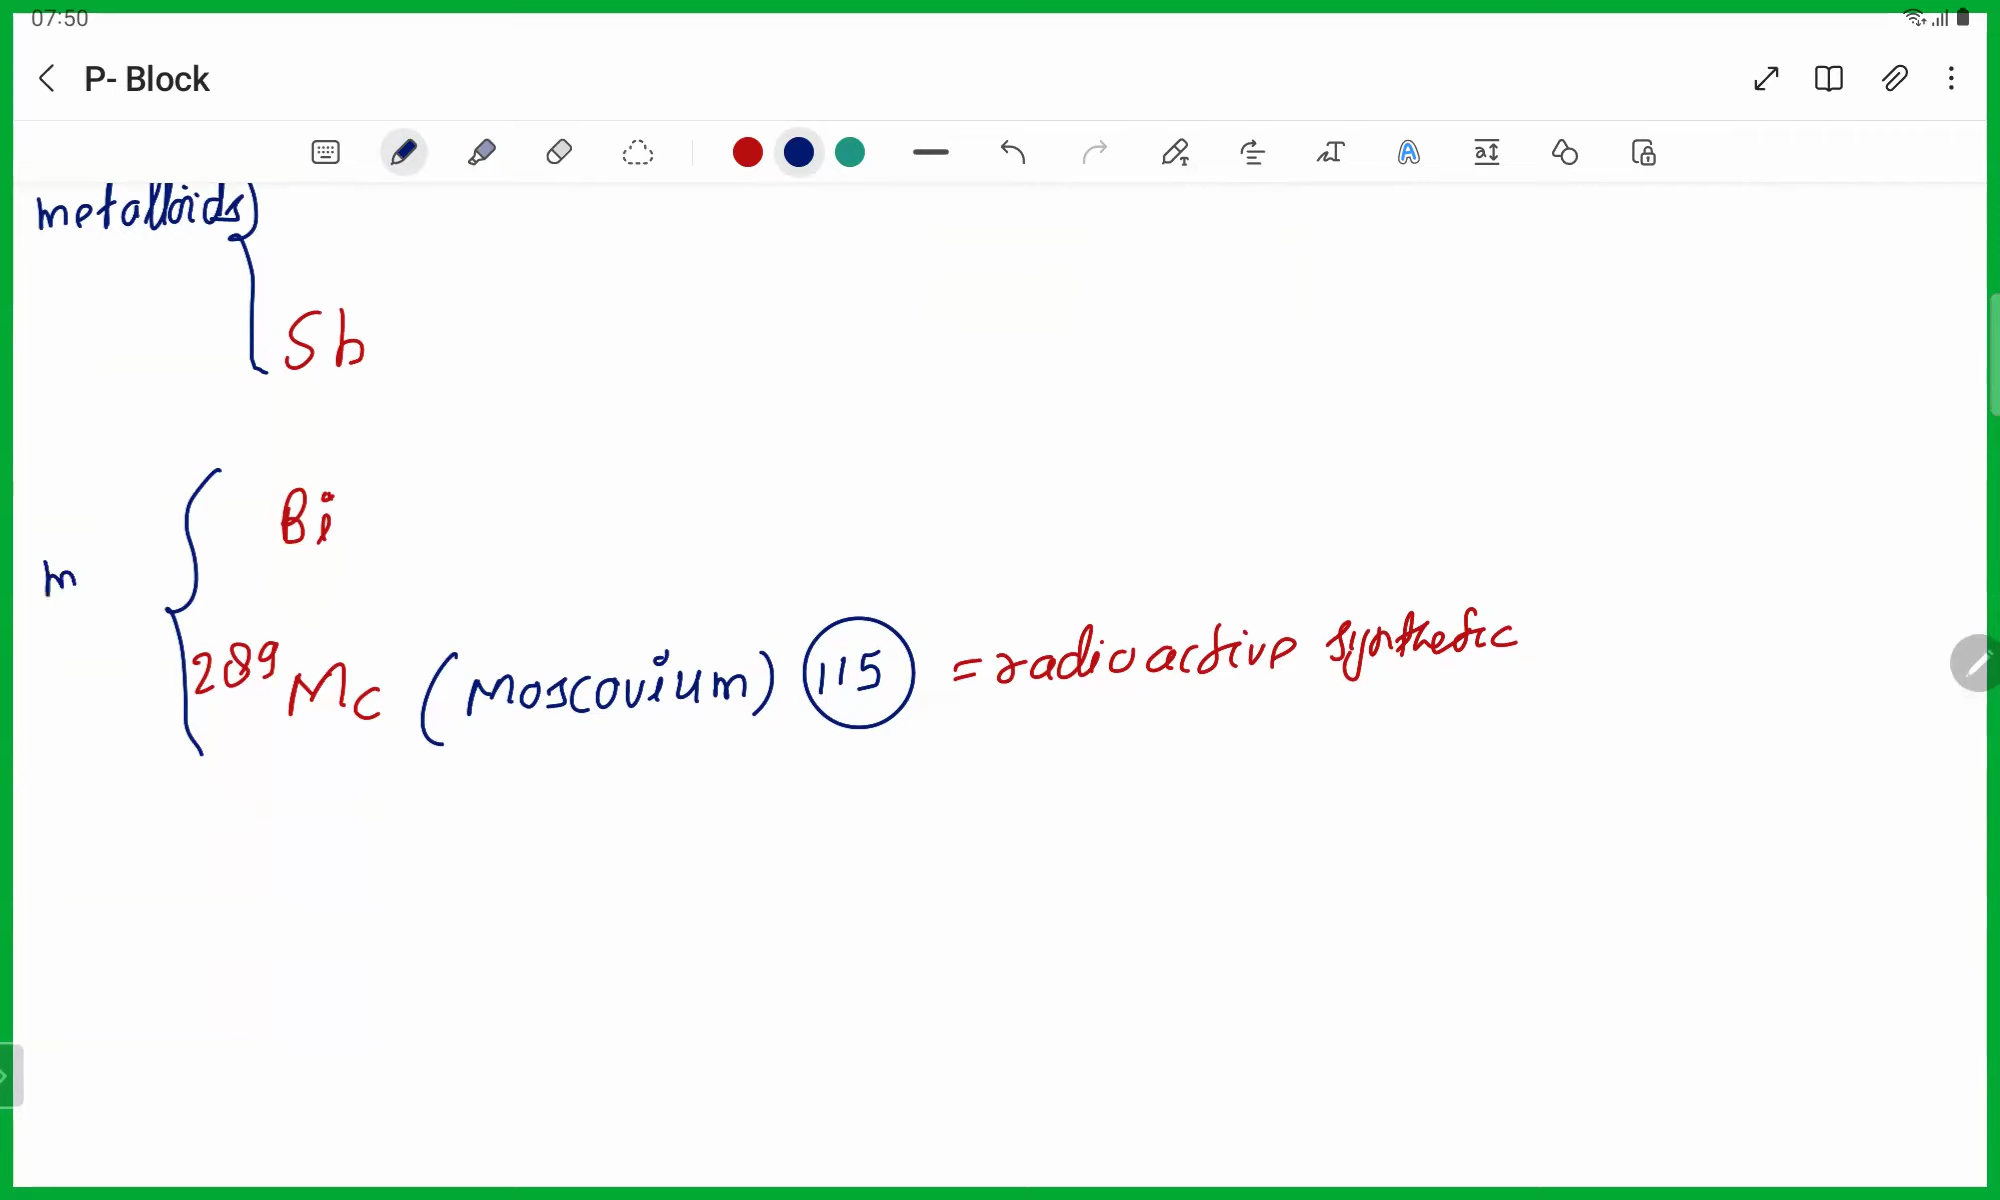 07:50
P- Block
metalloids)
Sb
Bi
m
289Mc (Moscovium) 115 = radioactive synthetic